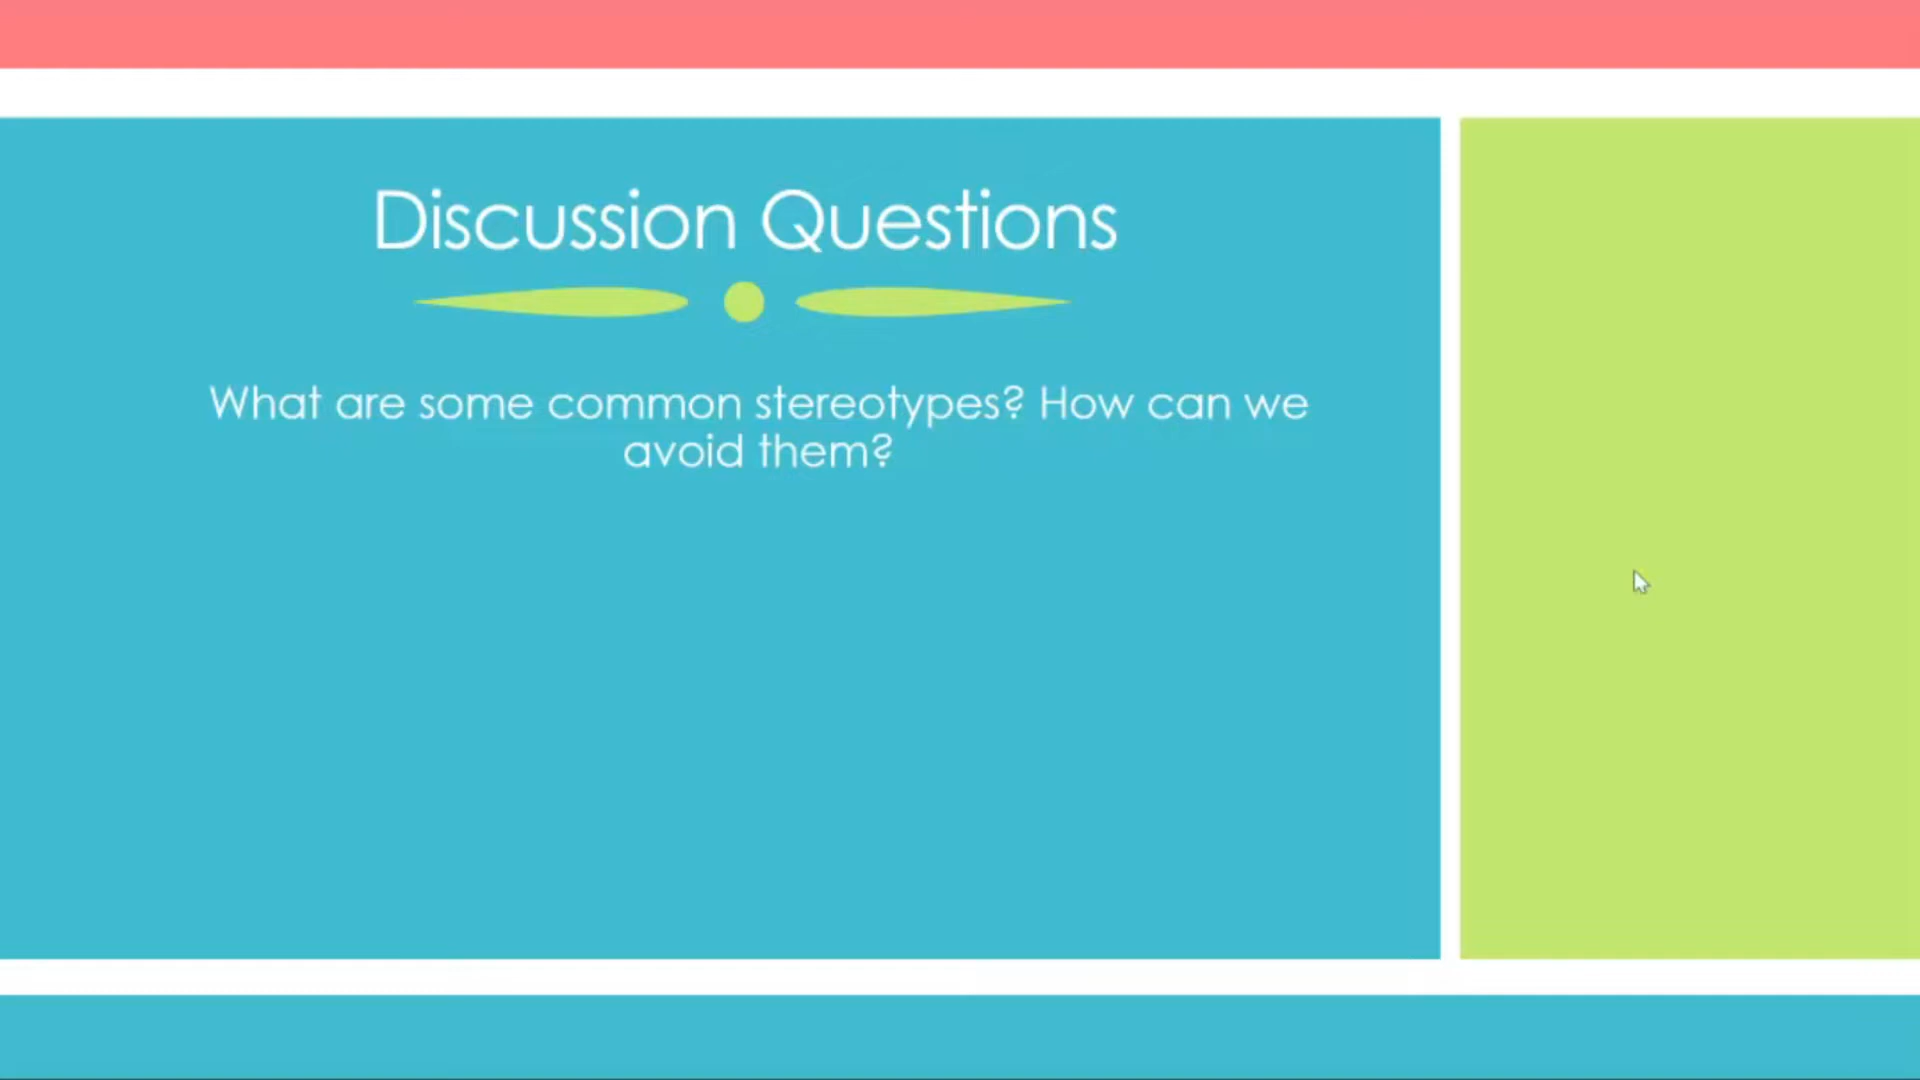 Discussion Questions
What are some common stereotypes? How can we
avoid them?